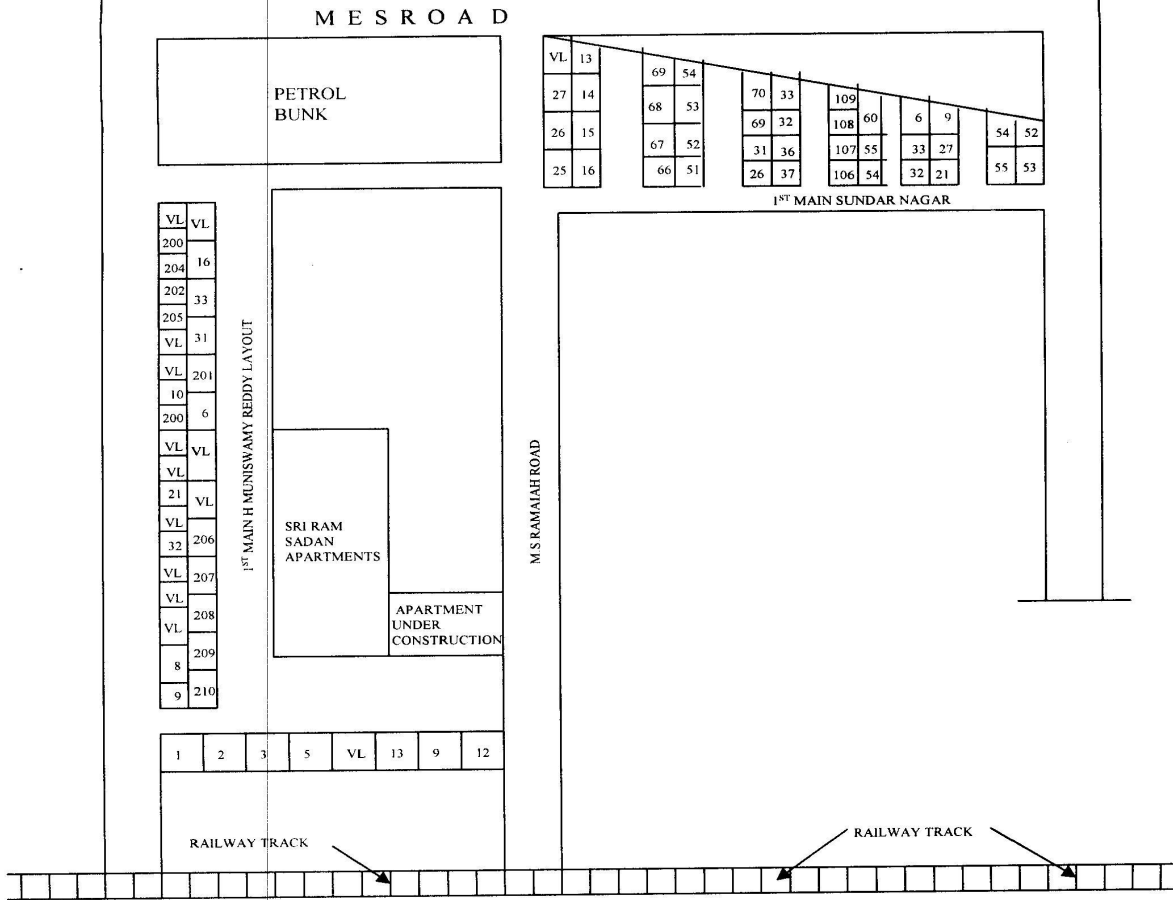 MESROAD
PETROL
BUNK
VL 13
27 14
26 15
25 16
69 54
68 53
67 52
66 51
70 33
69 32
31 36
26 37
109
108 60
107 55
106 54
6 9
33 27
32 21
54 52
55 53
1ST MAIN SUNDAR NAGAR
VL
200
204
202
205
VL
VL
10
200
VL
VL
21
VL
32
VL
VL
VL
8
9
VL
16
33
31
201
6
VL
VL
206
207
208
209
210
1ST MAIN H MUNISWAMY REDDY LAYOUT
SRI RAM
SADAN
APARTMENTS
APARTMENT
UNDER
CONSTRUCTION
M S RAMAIAH ROAD
1 2 3 5 VL 13 9 12
RAILWAY TRACK
RAILWAY TRACK